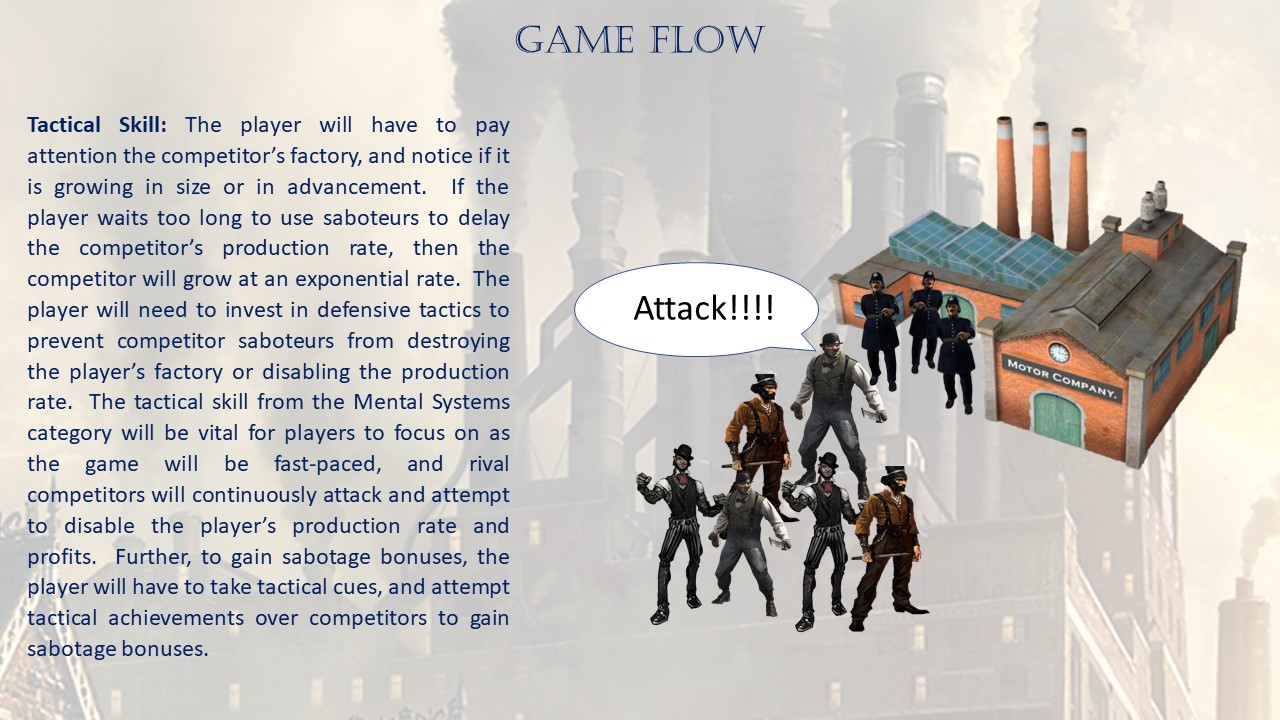 GAME FLOW
Tactical Skill: The player will have to pay
attention the competitor’s factory, and notice if it
is growing in size or in advancement. If the
player waits too long to use saboteurs to delay
the competitor’s production rate, then the
competitor will grow at an exponential rate. The
player will need to invest in defensive tactics to
prevent competitor saboteurs from destroying
the player’s factory or disabling the production
rate. The tactical skill from the Mental Systems
category will be vital for players to focus on as
the game will be fast-paced, and rival
competitors will continuously attack and attempt
to disable the player’s production rate and
profits. Further, to gain sabotage bonuses, the
player will have to take tactical cues, and attempt
tactical achievements over competitors to gain
sabotage bonuses.
Attack!!!!
MOTOR COMPANY.